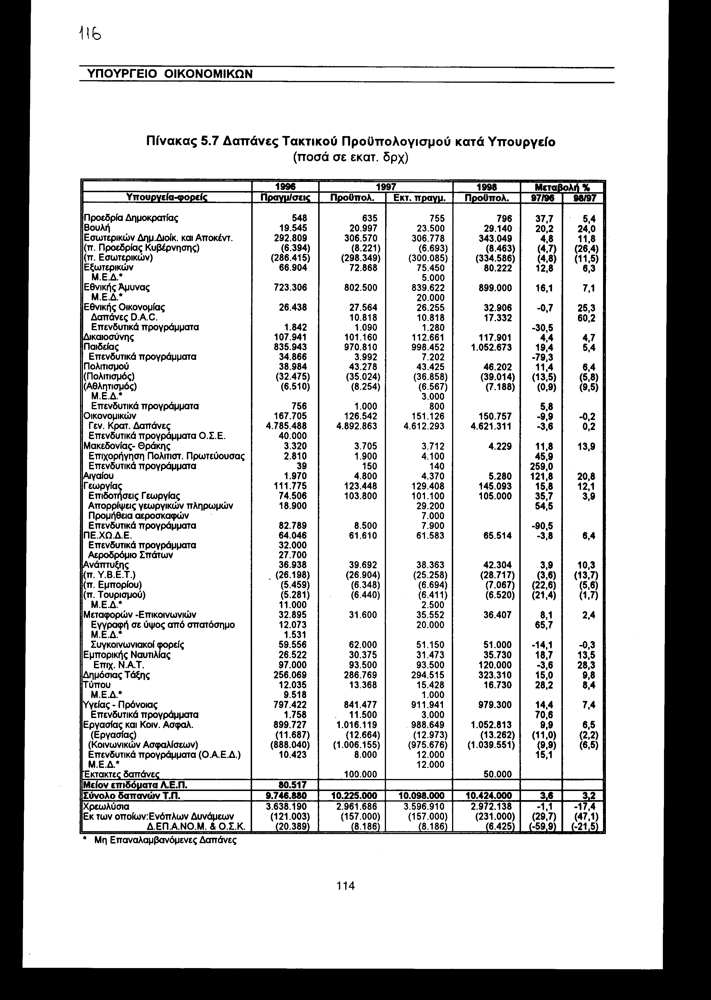 116
ΥΠΟΥΡΓΕΙΟ ΟΙΚΟΝΟΜΙΚΩΝ
Πίνακας 5.7 Δαπάνες Τακτικού Προϋπολογισμού κατά Υπουργείο
(ποσά σε εκατ. δρχ)
1996 1997 1998 Μεταβολή %
Υπουργεία-φορείς Πραγμ/σεις Προϋπολ. Εκτ. πραγμ. Προϋπολ. 97/96 98/97
Προεδρία Δημοκρατίας 548 635 755 796 37,7 5,4
Βουλή 19.545 20.997 23.500 29.140 20,2 24,0
Εσωτερικών Δημ.Διοίκ. και Αποκέντ. 292.809 306.570 306.778 343.049 4,8 11,8
(π. Προεδρίας Κυβέρνησης) (6.394) (8.221) (6.693) (8.463) (4,7) (26,4)
(π. Εσωτερικών) (286.415) (298.349) (300.085) (334.586) (4,8) (11,5)
Εξωτερικών 66.904 72.868 75.450 80.222 12,8 6,3
Μ.Ε.Δ.* 5.000
Εθνικής Άμυνας 723.306 802.500 839.622 899.000 16,1 7,1
Μ.Ε.Δ.* 20.000
Εθνικής Οικονομίας 26.438 27.564 26.255 32.906 -0,7 25,3
Δαπάνες D.A.C. 10.818 10.818 17.332 60,2
Επενδυτικά προγράμματα 1.842 1.090 1.280 -30,5
Δικαιοσύνης 107.941 101.160 112.661 117.901 4,4 4,7
Παιδείας 835.943 970.810 998.452 1.052.673 19,4 5,4
Επενδυτικά προγράμματα 34.866 3.992 7.202 -79,3
Πολιτισμού 38.984 43.278 43.425 46.202 11,4 6,4
(Πολιτισμός) (32.475) (35.024) (36.858) (39.014) (13,5) (5,8)
(Αθλητισμός) (6.510) (8.254) (6.567) (7.188) (0,9) (9,5)
Μ.Ε.Δ.* 3.000
Επενδυτικά προγράμματα 756 1.000 800 5,8
Οικονομικών 167.705 126.542 151.126 150.757 -9,9 -0,2
Γεν. Κρατ. Δαπάνες 4.785.488 4.892.863 4.612.293 4.621.311 -3,6 0,2
Επενδυτικά προγράμματα Ο.Σ.Ε. 40.000
Μακεδονίας- Θράκης 3.320 3.705 3.712 4.229 11,8 13,9
Επιχορήγηση Πολιτιστ. Πρωτεύουσας 2.810 1.900 4.100 45,9
Επενδυτικά προγράμματα 39 150 140 259,0
Αιγαίου 1.970 4.800 4.370 5.280 121,8 20,8
Γεωργίας 111.775 123.448 129.408 145.093 15,8 12,1
Επιδοτήσεις Γεωργίας 74.506 103.800 101.100 105.000 35,7 3,9
Απορρίψεις γεωργικών πληρωμών 18.900 29.200 54,5
Προμήθεια αεροσκαφών 7.000
Επενδυτικά προγράμματα 82.789 8.500 7.900 -90,5
ΠΕ.ΧΩ.Δ.Ε. 64.046 61.610 61.583 65.514 -3,8 6,4
Επενδυτικά προγράμματα 32.000
Αεροδρόμιο Σπάτων 27.700
Ανάπτυξης 36.938 39.692 38.363 42.304 3,9 10,3
(π. Υ.Β.Ε.Τ.) (26.198) (26.904) (25.258) (28.717) (3,6) (13,7)
(π. Εμπορίου) (5.459) (6.348) (6.694) (7.067) (22,6) (5,6)
(π. Τουρισμού) (5.281) (6.440) (6.411) (6.520) (21,4) (1,7)
Μ.Ε.Δ.* 11.000 2.500
Μεταφορών -Επικοινωνιών 32.895 31.600 35.552 36.407 8,1 2,4
Εγγραφή σε ύψος από σπατόσημο 12.073 20.000 65,7
Μ.Ε.Δ.* 1.531
Συγκοινωνιακοί φορείς 59.556 62.000 51.150 51.000 -14,1 -0,3
Εμπορικής Ναυτιλίας 26.522 30.375 31.473 35.730 18,7 13,5
Επιχ. Ν.Α.Τ. 97.000 93.500 93.500 120.000 -3,6 28,3
Δημόσιας Τάξης 256.069 286.769 294.515 323.310 15,0 9,8
Τύπου 12.035 13.368 15.428 16.730 28,2 8,4
Μ.Ε.Δ.* 9.518 1.000
Υγείας - Πρόνοιας 797.422 841.477 911.941 979.300 14,4 7,4
Επενδυτικά προγράμματα 1.758 11.500 3.000 70,6
Εργασίας και Κοιν. Ασφαλ. 899.727 1.016.119 988.649 1.052.813 9,9 6,5
(Εργασίας) (11.687) (12.664) (12.973) (13.262) (11,0) (2,2)
(Κοινωνικών Ασφαλίσεων) (888.040) (1.006.155) (975.676) (1.039.551) (9,9) (6,5)
Επενδυτικά προγράμματα (Ο.Α.Ε.Δ.) 10.423 8.000 12.000 15,1
Μ.Ε.Δ.* 12.000
Έκτακτες δαπάνες 100.000 50.000
Μείον επιδόματα Λ.Ε.Π. 80.517
Σύνολο δαπανών Τ.Π. 9.746.880 10.225.000 10.098.000 10.424.000 3,6 3,2
Χρεωλύσια 3.638.190 2.961.686 3.596.910 2.972.138 -1,1 -17,4
Εκ των οποίων:Ενόπλων Δυνάμεων (121.003) (157.000) (157.000) (231.000) (29,7) (47,1)
Δ.ΕΠ.Α.ΝΟ.Μ. & Ο.Σ.Κ. (20.389) (8.186) (8.186) (6.425) (-59,9) (-21,5)
* Μη Επαναλαμβανόμενες Δαπάνες
114